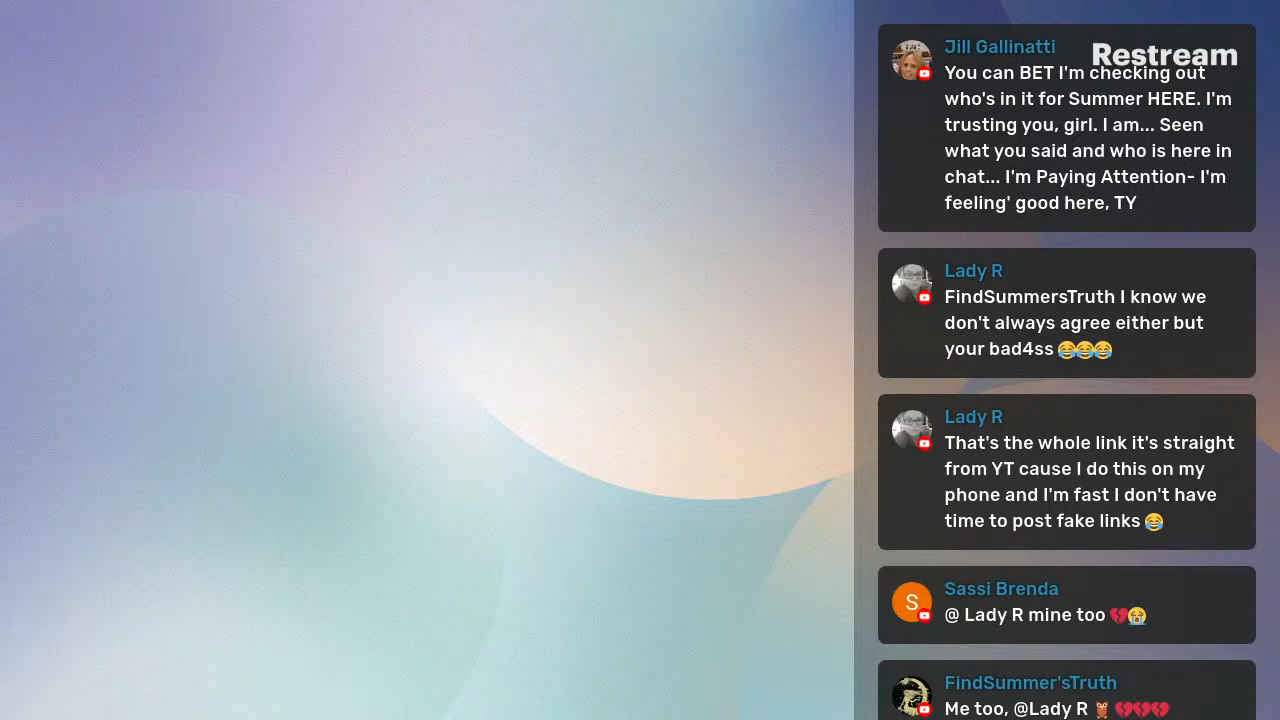 Jill Gallinatti
Restream
You can BET I'm checking out
who's in it for Summer HERE. I'm
trusting you, girl. I am... Seen
what you said and who is here in
chat... I'm Paying Attention- I'm
feeling' good here, TY
Lady R
FindSummersTruth I know we
don't always agree either but
your bad4ss 😂😂😂
Lady R
That's the whole link it's straight
from YT cause I do this on my
phone and I'm fast I don't have
time to post fake links 😂
S
Sassi Brenda
@ Lady R mine too 💔😭
FindSummer'sTruth
Me too, @Lady R 🦉 💔💔💔